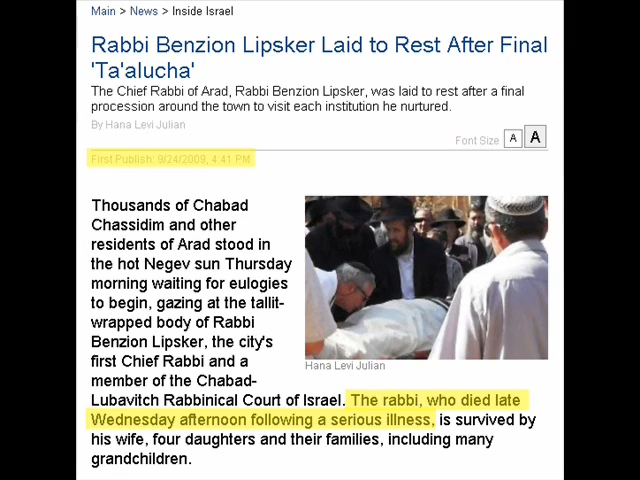 Main > News > Inside Israel
Rabbi Benzion Lipsker Laid to Rest After Final
'Ta'alucha'
The Chief Rabbi of Arad, Rabbi Benzion Lipsker, was laid to rest after a final
procession around the town to visit each institution he nurtured.
By Hana Levi Julian
Font Size A A
First Publish: 9/24/2009, 4:41 PM
Thousands of Chabad
Chassidim and other
residents of Arad stood in
the hot Negev sun Thursday
morning waiting for eulogies
to begin, gazing at the tallit-
wrapped body of Rabbi
Benzion Lipsker, the city's
first Chief Rabbi and a
member of the Chabad-
Hana Levi Julian
Lubavitch Rabbinical Court of Israel. The rabbi, who died late
Wednesday afternoon following a serious illness, is survived by
his wife, four daughters and their families, including many
grandchildren.